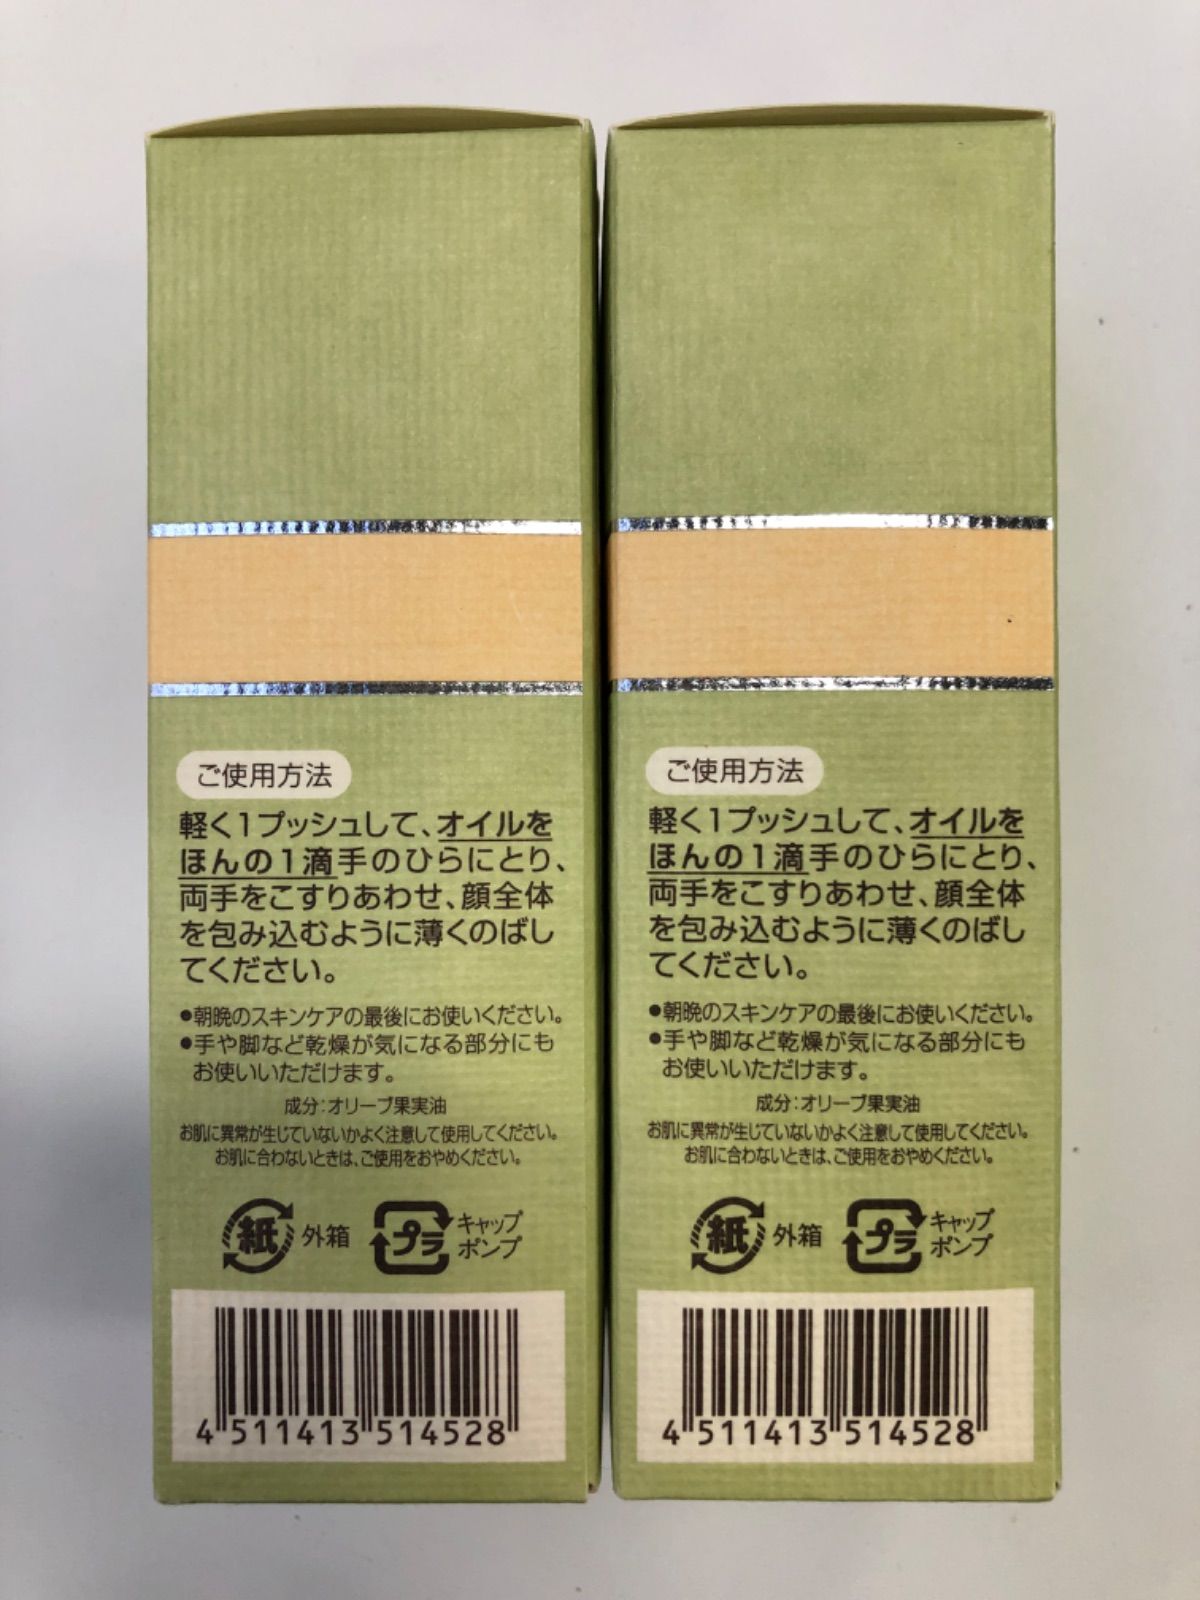 ご使用方法
軽く1プッシュして、オイルを
ほんの1滴手のひらにとり、
両手をこすりあわせ、顔全体
を包み込むように薄くのばし
てください。
●朝晩のスキンケアの最後にお使いください。
●手や脚など乾燥が気になる部分にも
お使いいただけます。
成分：オリーブ果実油
お肌に異常が生じていないかよく注意して使用してください。
お肌に合わないときは、ご使用をおやめください。
紙 外箱
プラ キャップ
ポンプ
4 511413 514528
ご使用方法
軽く1プッシュして、オイルを
ほんの1滴手のひらにとり、
両手をこすりあわせ、顔全体
を包み込むように薄くのばし
てください。
●朝晩のスキンケアの最後にお使いください。
●手や脚など乾燥が気になる部分にも
お使いいただけます。
成分：オリーブ果実油
お肌に異常が生じていないかよく注意して使用してください。
お肌に合わないときは、ご使用をおやめください。
紙 外箱
プラ キャップ
ポンプ
4 511413 514528